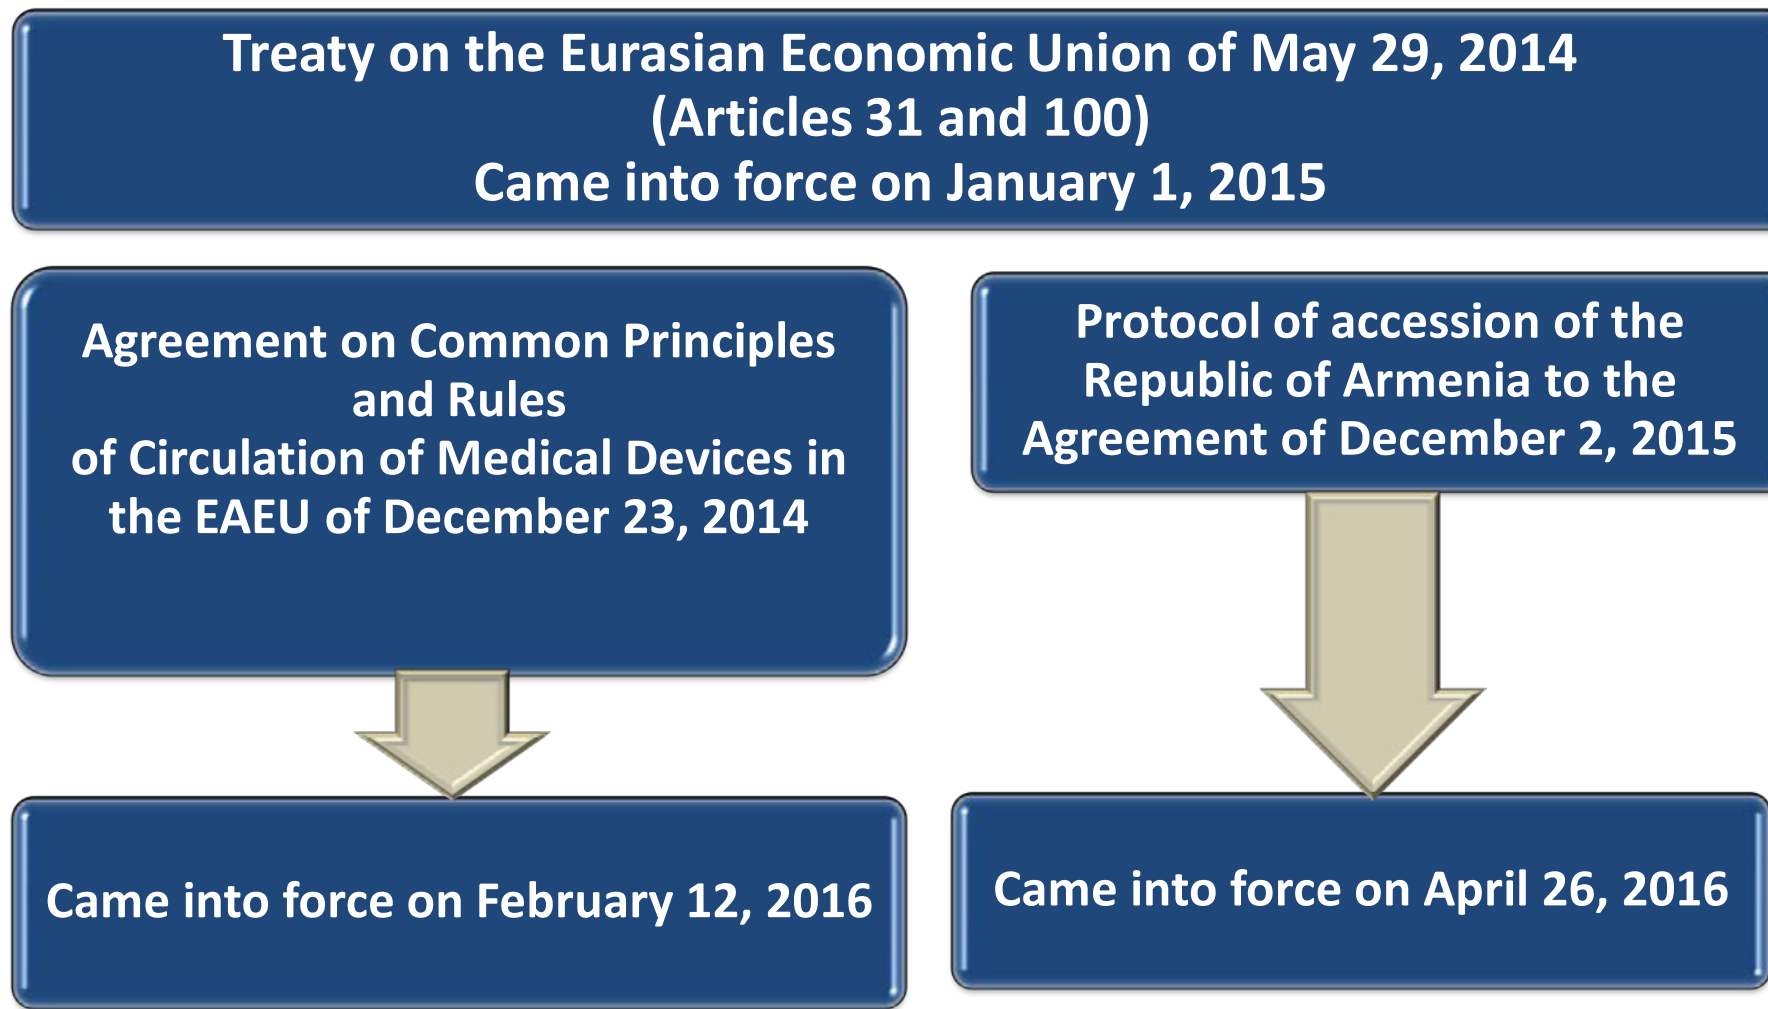 Treaty on the Eurasian Economic Union of May 29, 2014
(Articles 31 and 100)
Came into force on January 1, 2015
Agreement on Common Principles
and Rules
of Circulation of Medical Devices in
the EAEU of December 23, 2014
Protocol of accession of the
Republic of Armenia to the
Agreement of December 2, 2015
Came into force on February 12, 2016
Came into force on April 26, 2016